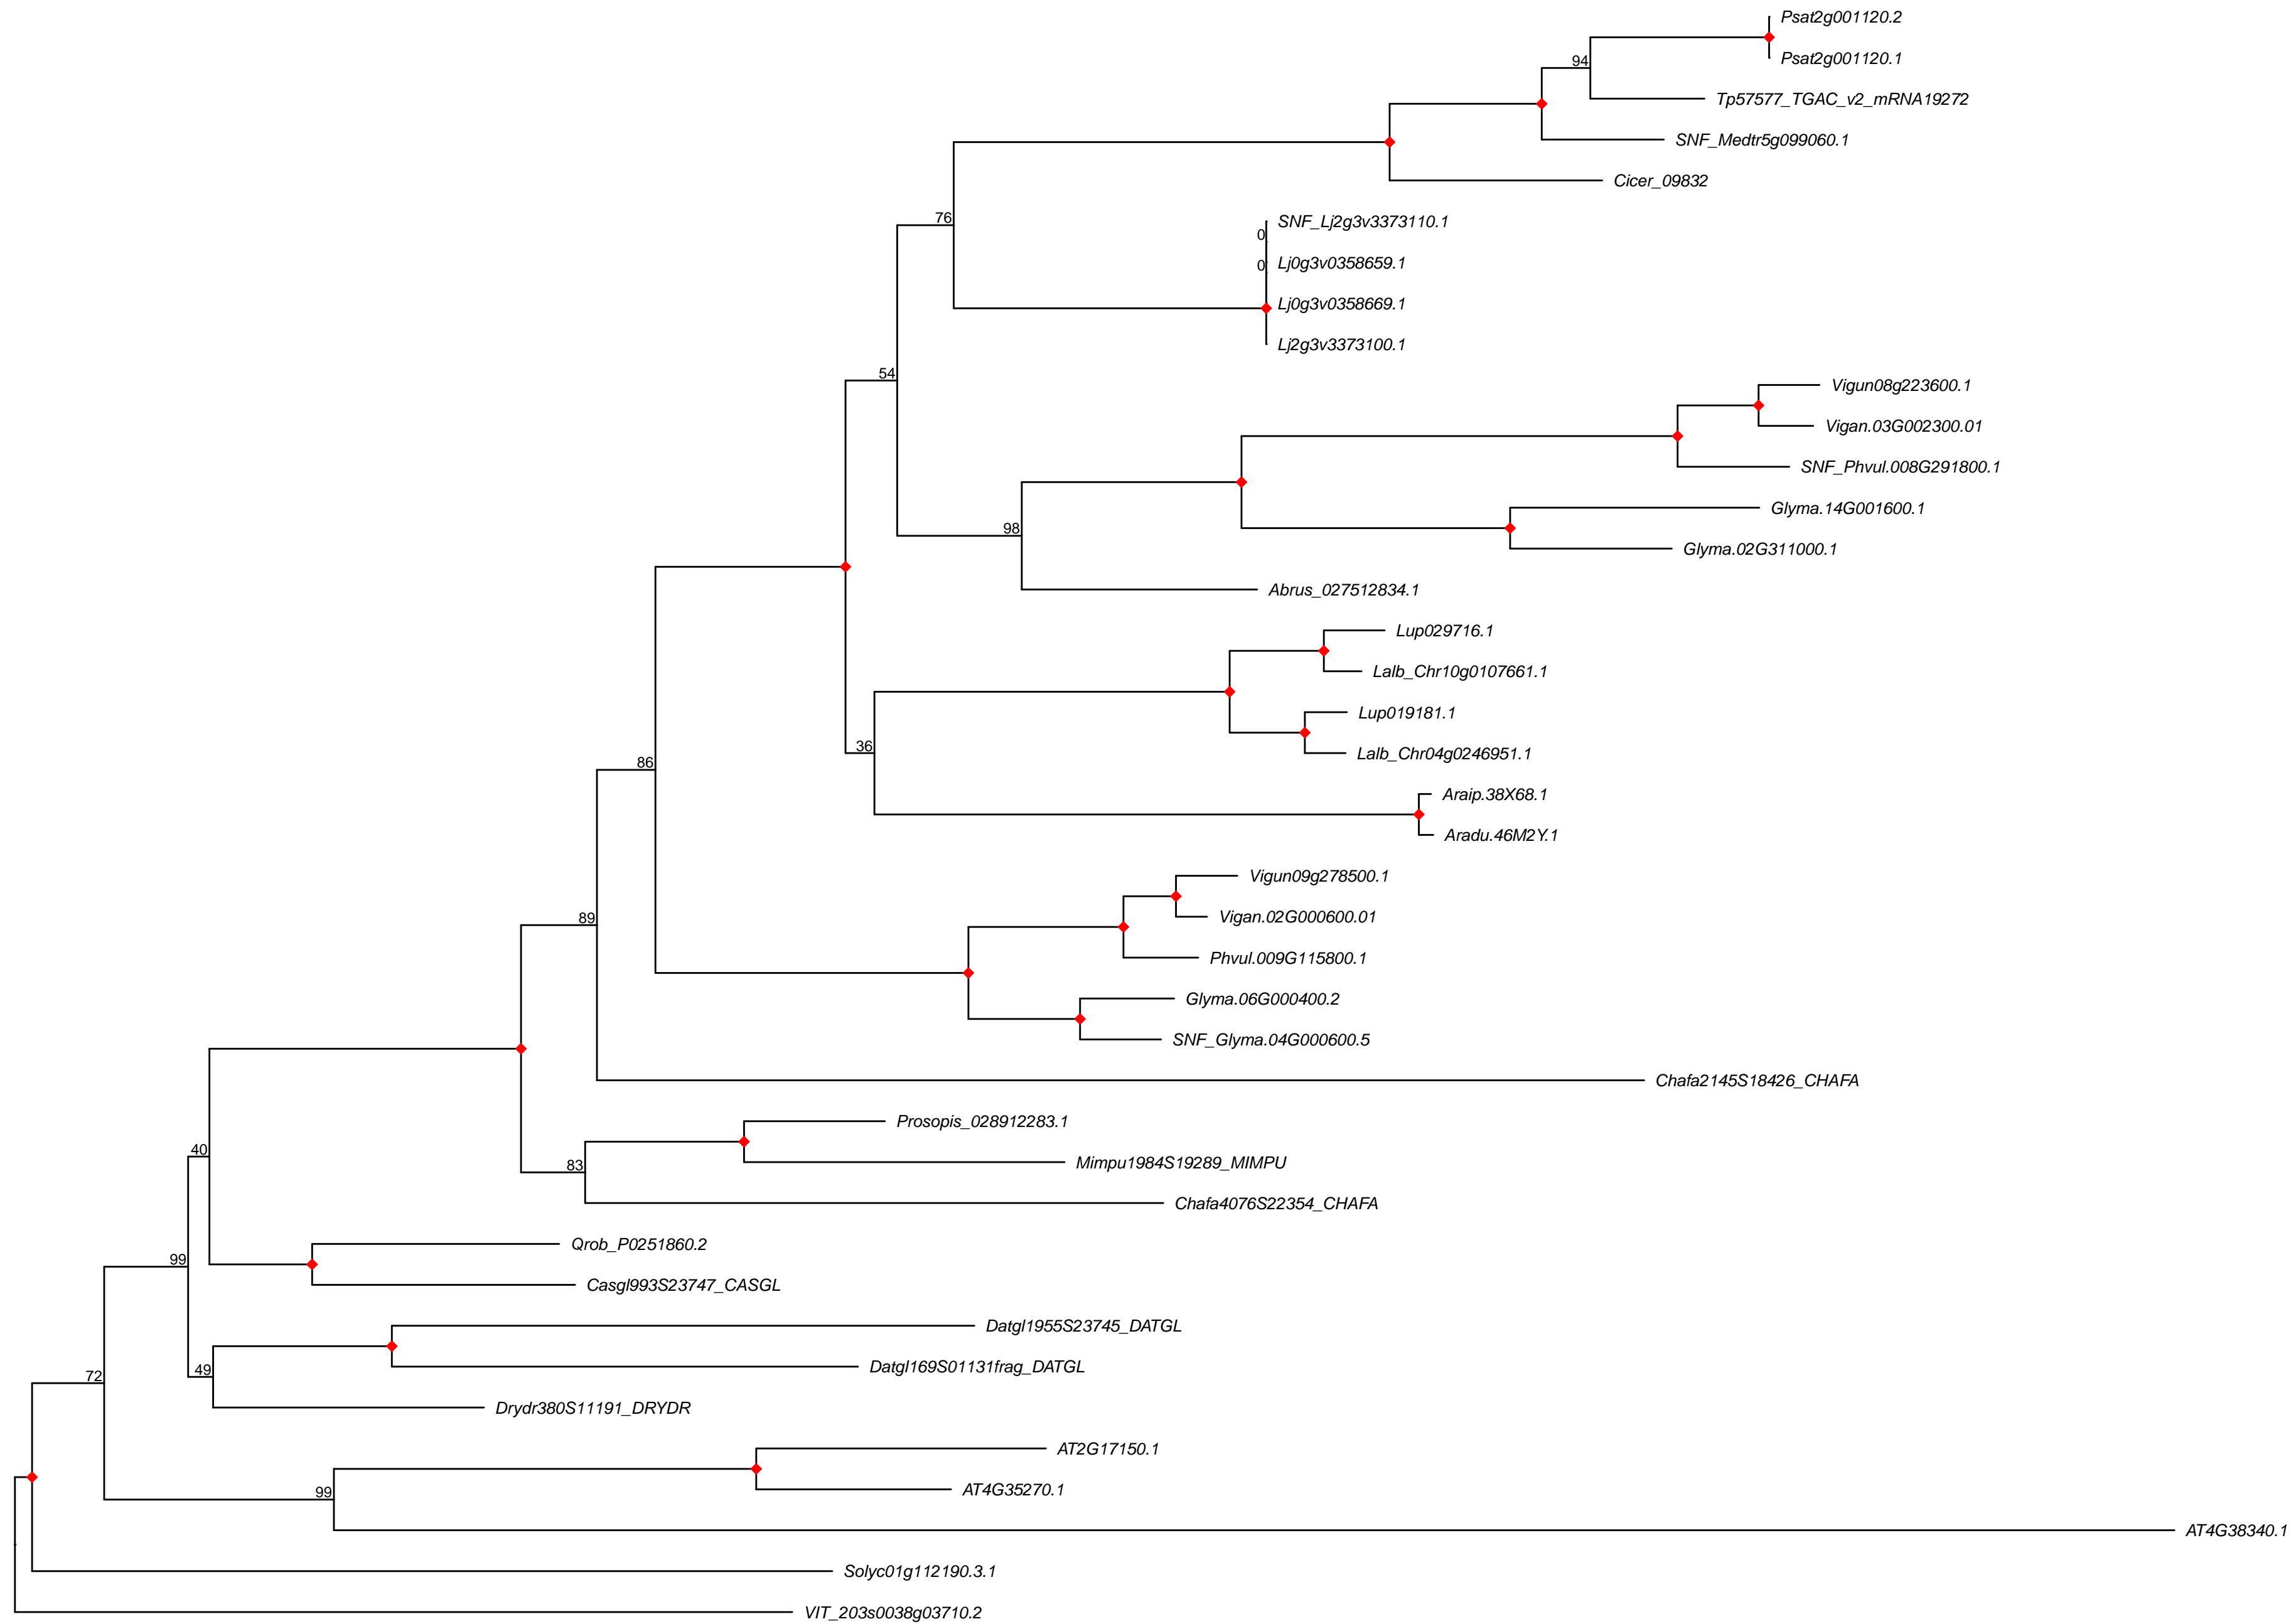 Psat2g001120.2
Psat2g001120.1
94
Tp57577_TGAC_v2_mRNA19272
SNF_Medtr5g099060.1
Cicer_09832
76
SNF_Lj2g3v3373110.1
0
Lj0g3v0358659.1
0
Lj0g3v0358669.1
Lj2g3v3373100.1
54
Vigun08g223600.1
Vigan.03G002300.01
SNF_Phvul.008G291800.1
Glyma.14G001600.1
98
Glyma.02G311000.1
Abrus_027512834.1
Lup029716.1
Lalb_Chr10g0107661.1
Lup019181.1
36
Lalb_Chr04g0246951.1
86
Araip.38X68.1
Aradu.46M2Y.1
Vigun09g278500.1
89
Vigan.02G000600.01
Phvul.009G115800.1
Glyma.06G000400.2
SNF_Glyma.04G000600.5
Chafa2145S18426_CHAFA
Prosopis_028912283.1
40
Mimpu1984S19289_MIMPU
83
Chafa4076S22354_CHAFA
Qrob_P0251860.2
99
Casgl993S23747_CASGL
Datgl1955S23745_DATGL
49
Datgl169S01131frag_DATGL
72
Drydr380S11191_DRYDR
AT2G17150.1
AT4G35270.1
99
AT4G38340.1
Solyc01g112190.3.1
VIT_203s0038g03710.2